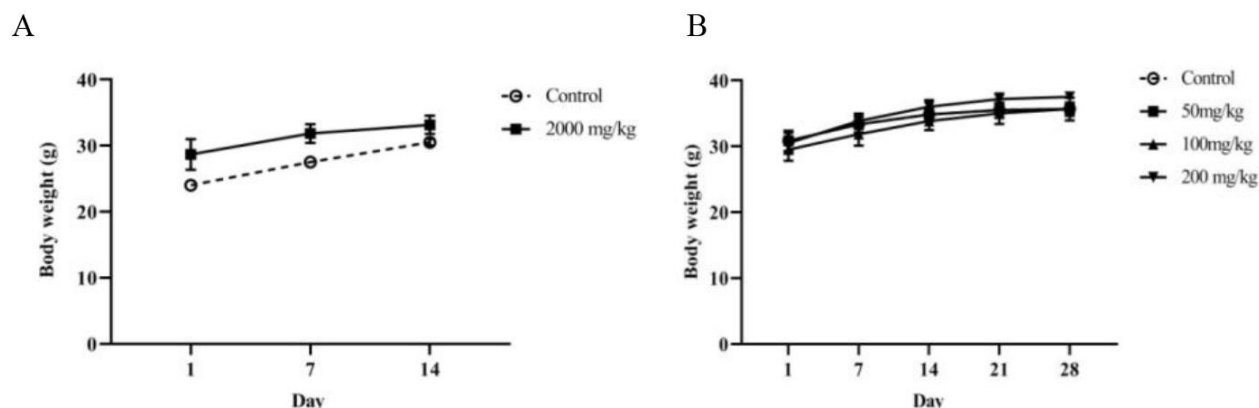 A
B
40
30
20
10
0
Body weight (g)
1 7 14
Day
Control
2000 mg/kg
40
30
20
10
0
Body weight (g)
1 7 14 21 28
Day
Control
50mg/kg
100mg/kg
200 mg/kg